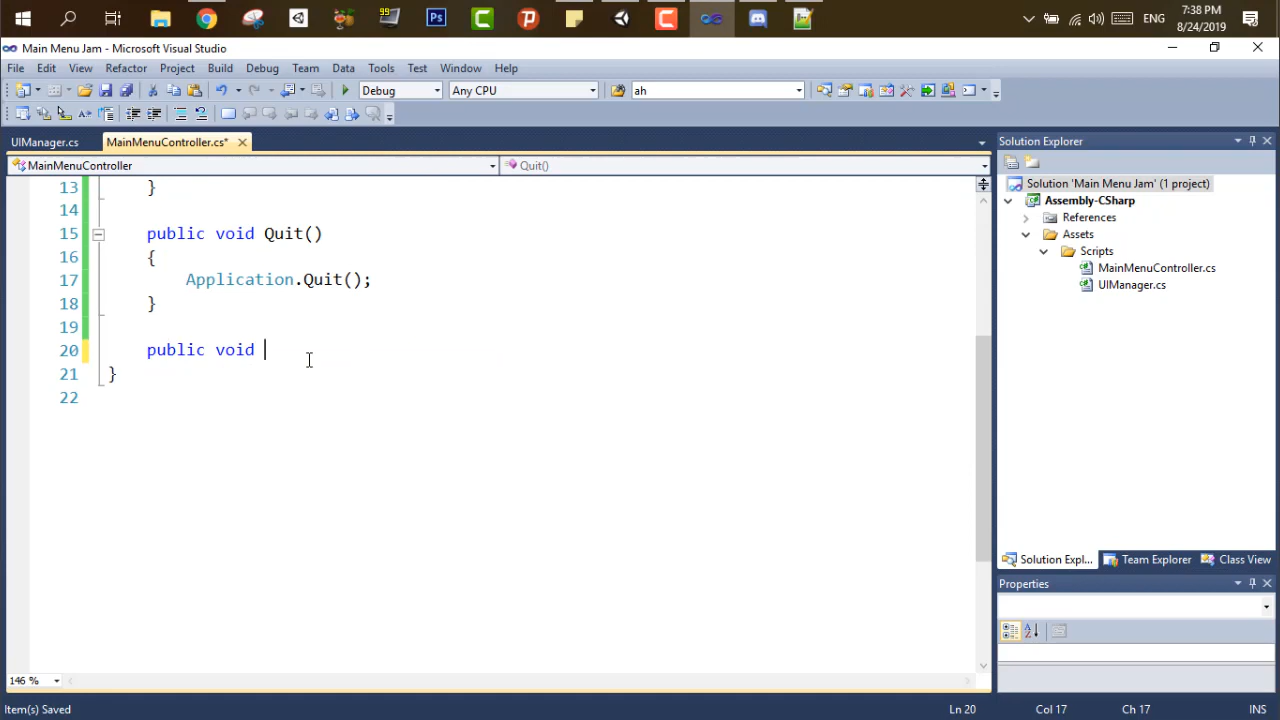 99
Ps
ENG
7:38 PM
8/24/2019
Main Menu Jam - Microsoft Visual Studio
File Edit View Refactor Project Build Debug Team Data Tools Test Window Help
Debug Any CPU ah
UIManager.cs MainMenuController.cs*
MainMenuController Quit()
13 }
14
15 public void Quit()
16 {
17 Application.Quit();
18 }
19
20 public void
21 }
22
146 %
Solution Explorer
Solution 'Main Menu Jam' (1 project)
Assembly-CSharp
References
Assets
Scripts
MainMenuController.cs
UIManager.cs
Solution Expl... Team Explorer Class View
Properties
Item(s) Saved Ln 20 Col 17 Ch 17 INS